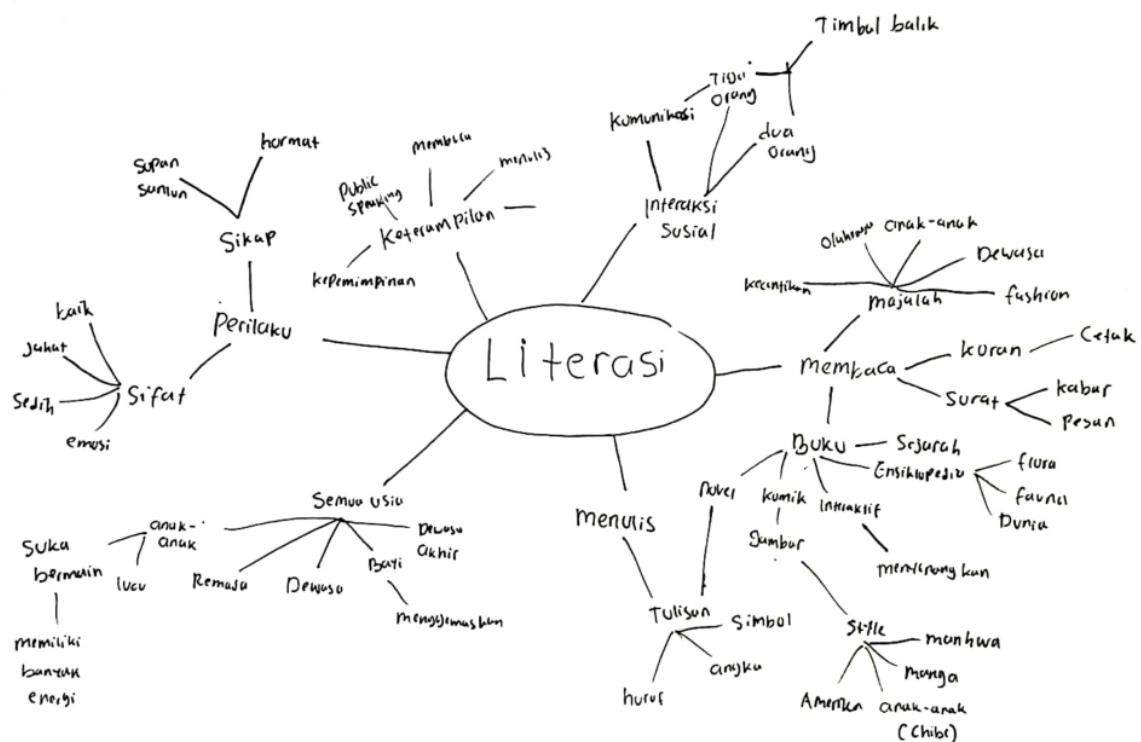 Timbal balik
Tiga
orang
Komunikasi
dua
orang
Interaksi
Sosial
hormat
sopan
santun
Sikap
Perilaku
baik
Jahat
Sedih
emosi
Sifat
membaca
menulis
Public
speaking
Keterampilan
kepemimpinan
Literasi
Olahraga
anak-anak
Dewasa
kecantikan
majalah
fashion
membaca
koran
Cetak
surat
kabar
Pesan
Buku
Sejarah
Ensiklopedia
flora
fauna
Dunia
novel
komik
Interaktif
gambar
menyenangkan
Style
manhwa
manga
Amerika
anak-anak
(Chibi)
menulis
Tulisan
Simbol
angka
huruf
Semua usia
anak-
anak
Suka
bermain
lucu
memiliki
banyak
energi
Remaja
Dewasa
Bayi
menggemaskan
Dewasa
akhir